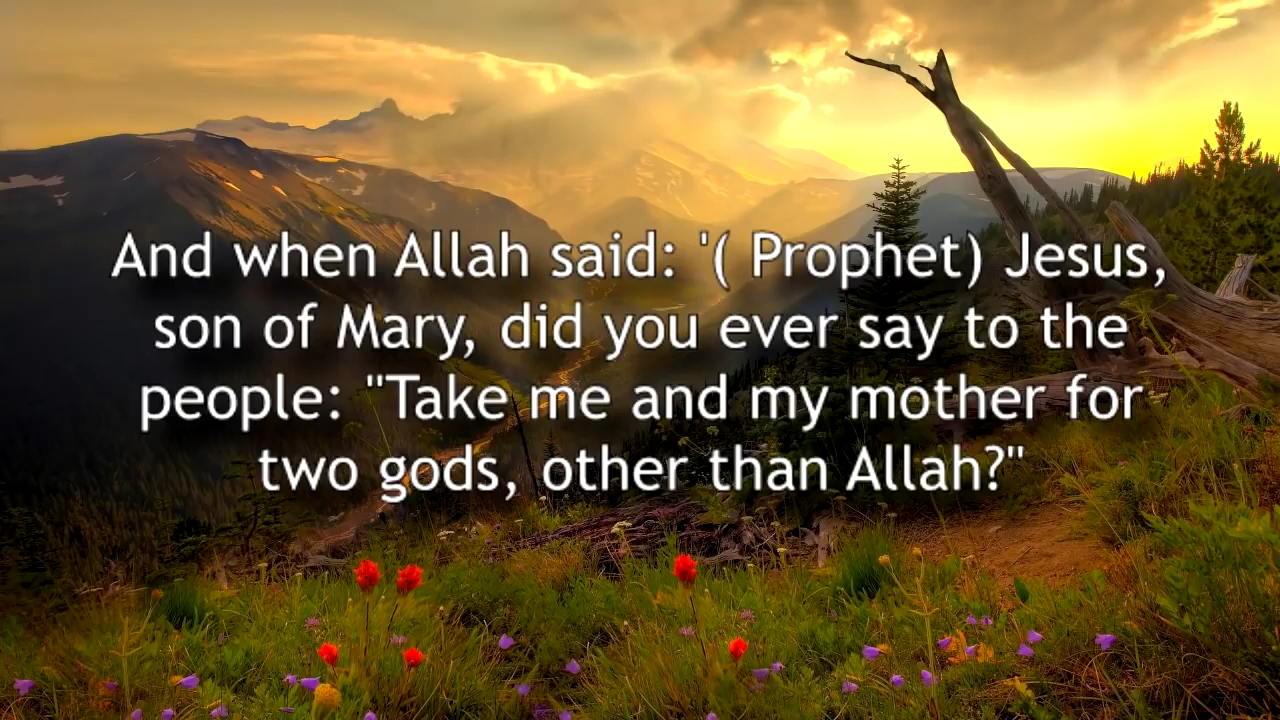 And when Allah said: '( Prophet) Jesus,
son of Mary, did you ever say to the
people: "Take me and my mother for
two gods, other than Allah?"